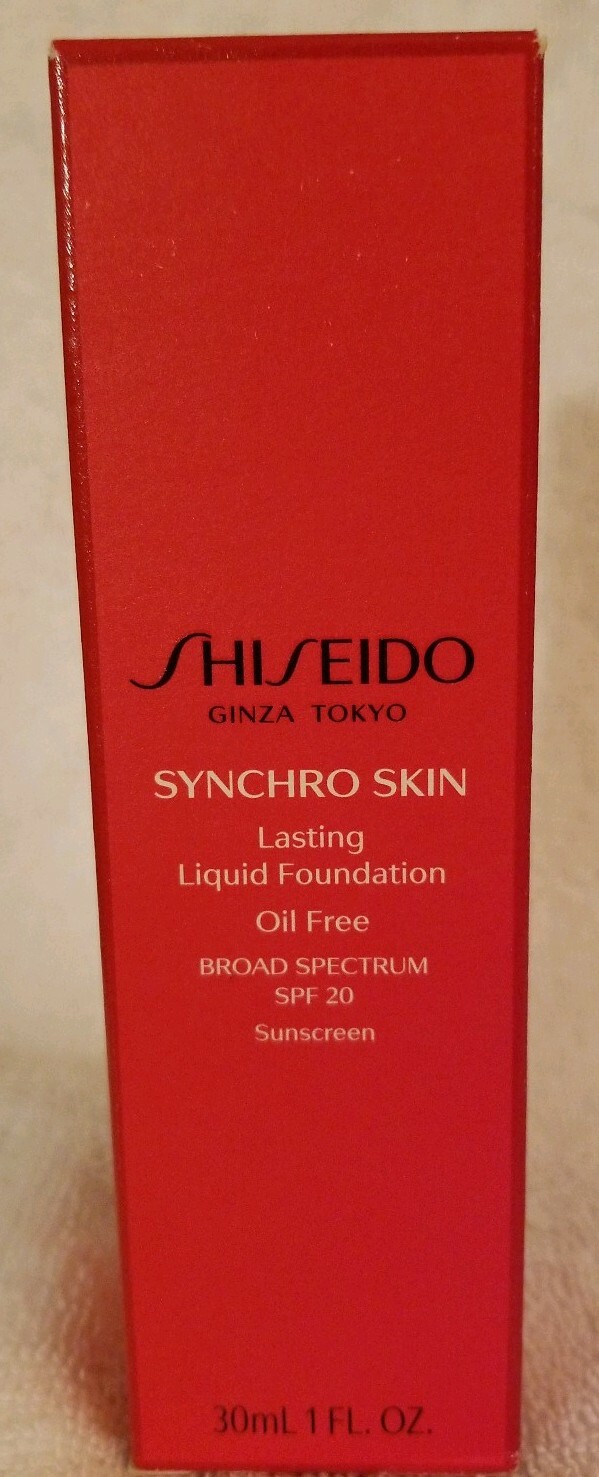 SHISEIDO
GINZA TOKYO
SYNCHRO SKIN
Lasting
Liquid Foundation
Oil Free
BROAD SPECTRUM
SPF 20
Sunscreen
30mL 1 FL. OZ.